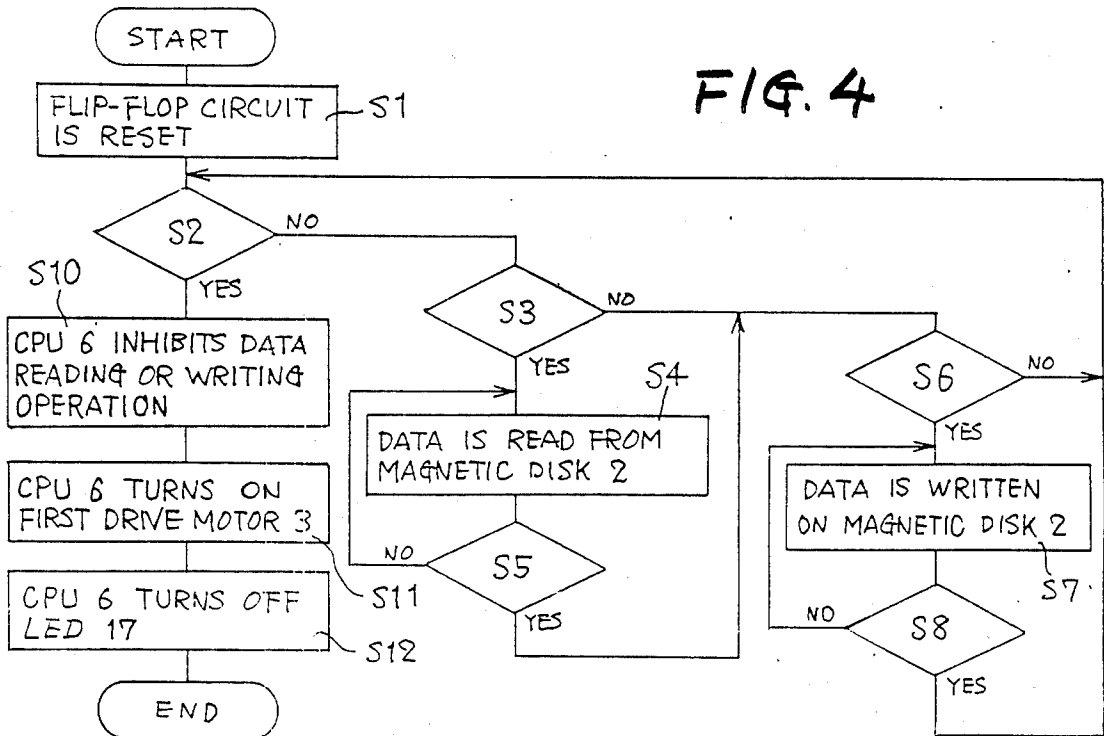 START
FIG. 4
FLIP-FLOP CIRCUIT
IS RESET
S1
S2
NO
YES
S10
CPU 6 INHIBITS DATA
READING OR WRITING
OPERATION
CPU 6 TURNS ON
FIRST DRIVE MOTOR 3
S11
CPU 6 TURNS OFF
LED 17
S12
END
S3
NO
YES
S4
DATA IS READ FROM
MAGNETIC DISK 2
S5
NO
YES
S6
NO
YES
DATA IS WRITTEN
ON MAGNETIC DISK 2
S7
S8
NO
YES